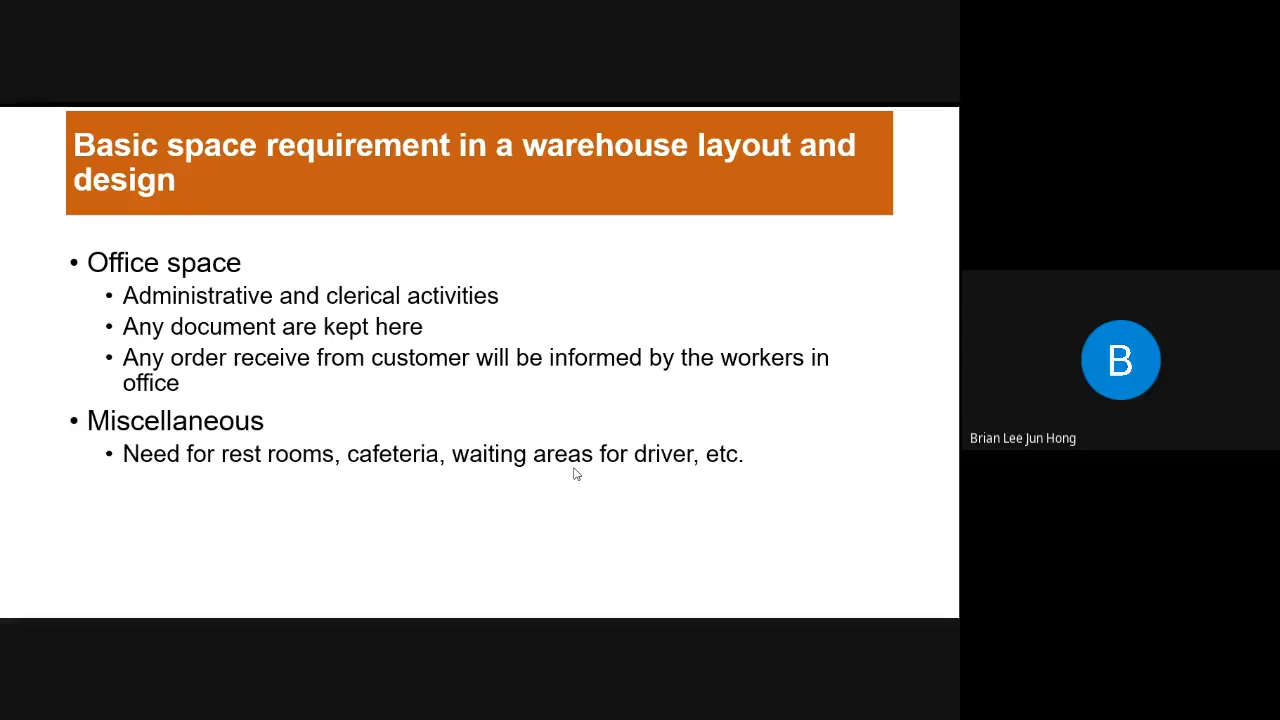 Basic space requirement in a warehouse layout and
design
• Office space
• Administrative and clerical activities
• Any document are kept here
• Any order receive from customer will be informed by the workers in
office
• Miscellaneous
• Need for rest rooms, cafeteria, waiting areas for driver, etc.
B
Brian Lee Jun Hong